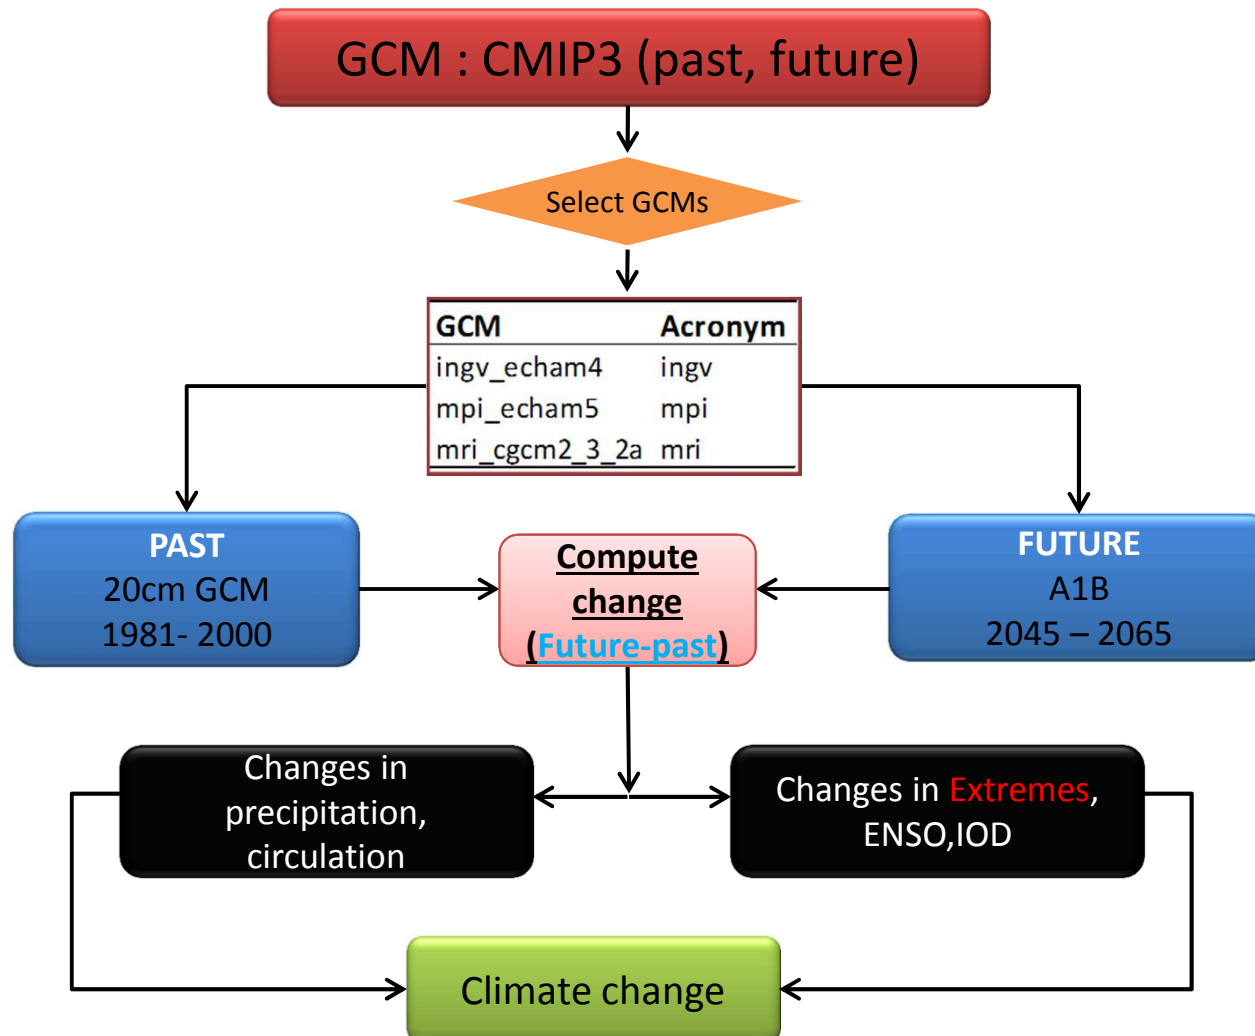 GCM : CMIP3 (past, future)
Select GCMs
GCM Acronym
ingv_echam4 ingv
mpi_echam5 mpi
mri_cgcm2_3_2a mri
PAST
20cm GCM
1981- 2000
Compute
change
(Future-past)
FUTURE
A1B
2045 – 2065
Changes in
precipitation,
circulation
Changes in Extremes,
ENSO,IOD
Climate change